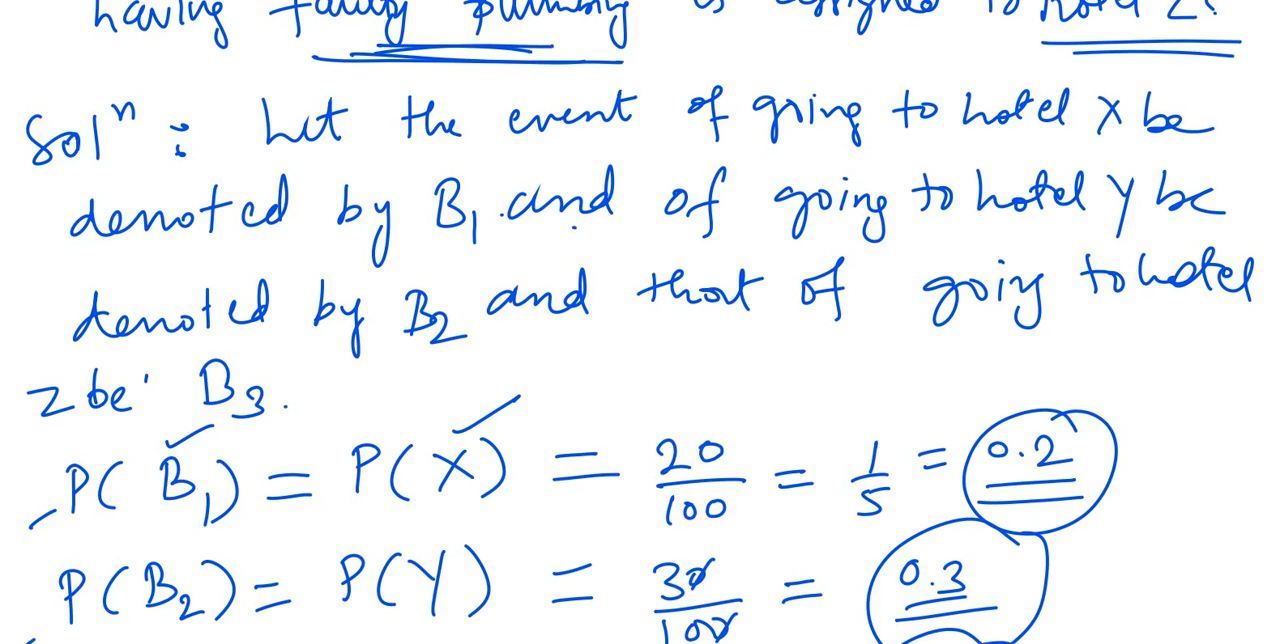 having faulty plumbing is assigned to hotel Z?
Solⁿ : Let the event of going to hotel X be
denoted by B₁ and of going to hotel Y be
denoted by B₂ and that of going to hotel
Z be B₃.
P(B₁) = P(X) = 20/100 = 1/5 = 0.2
P(B₂) = P(Y) = 30/100 = 0.3